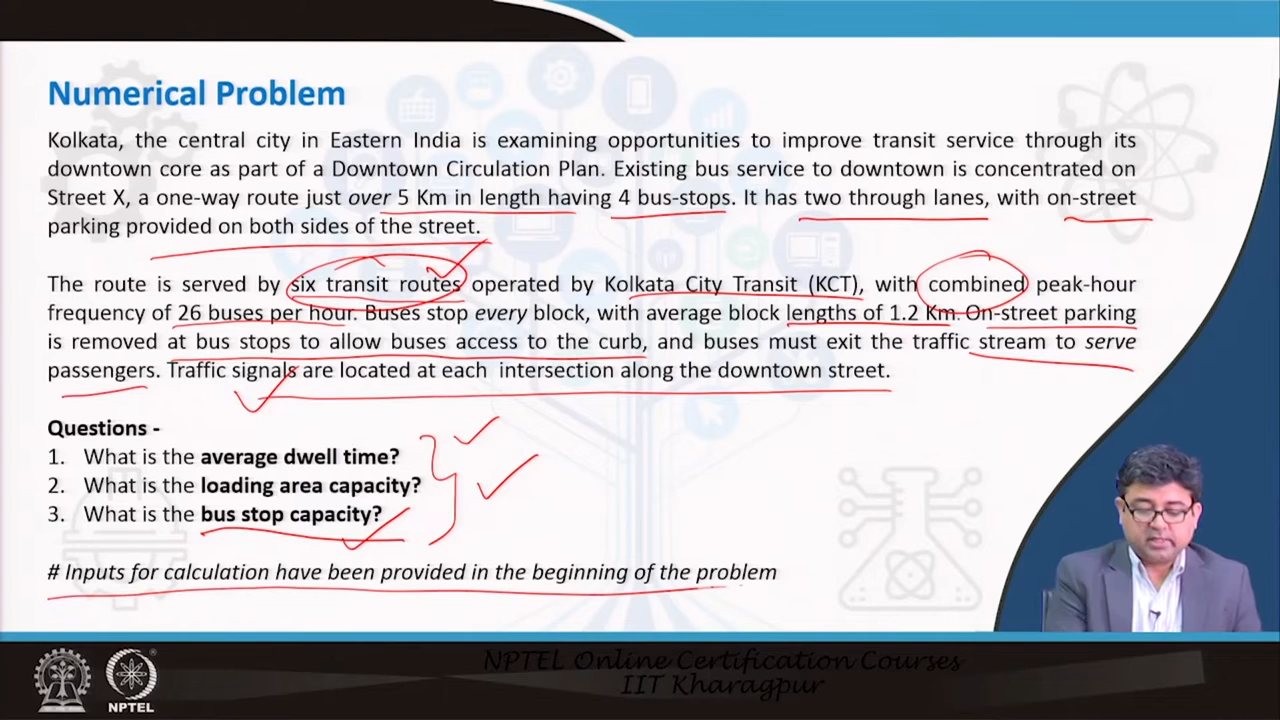 Numerical Problem
Kolkata, the central city in Eastern India is examining opportunities to improve transit service through its
downtown core as part of a Downtown Circulation Plan. Existing bus service to downtown is concentrated on
Street X, a one-way route just over 5 Km in length having 4 bus-stops. It has two through lanes, with on-street
parking provided on both sides of the street.
The route is served by six transit routes operated by Kolkata City Transit (KCT), with combined peak-hour
frequency of 26 buses per hour. Buses stop every block, with average block lengths of 1.2 Km. On-street parking
is removed at bus stops to allow buses access to the curb, and buses must exit the traffic stream to serve
passengers. Traffic signals are located at each intersection along the downtown street.
Questions -
1. What is the average dwell time?
2. What is the loading area capacity?
3. What is the bus stop capacity?
# Inputs for calculation have been provided in the beginning of the problem
NPTEL Online Certification Courses
IIT Kharagpur
NPTEL